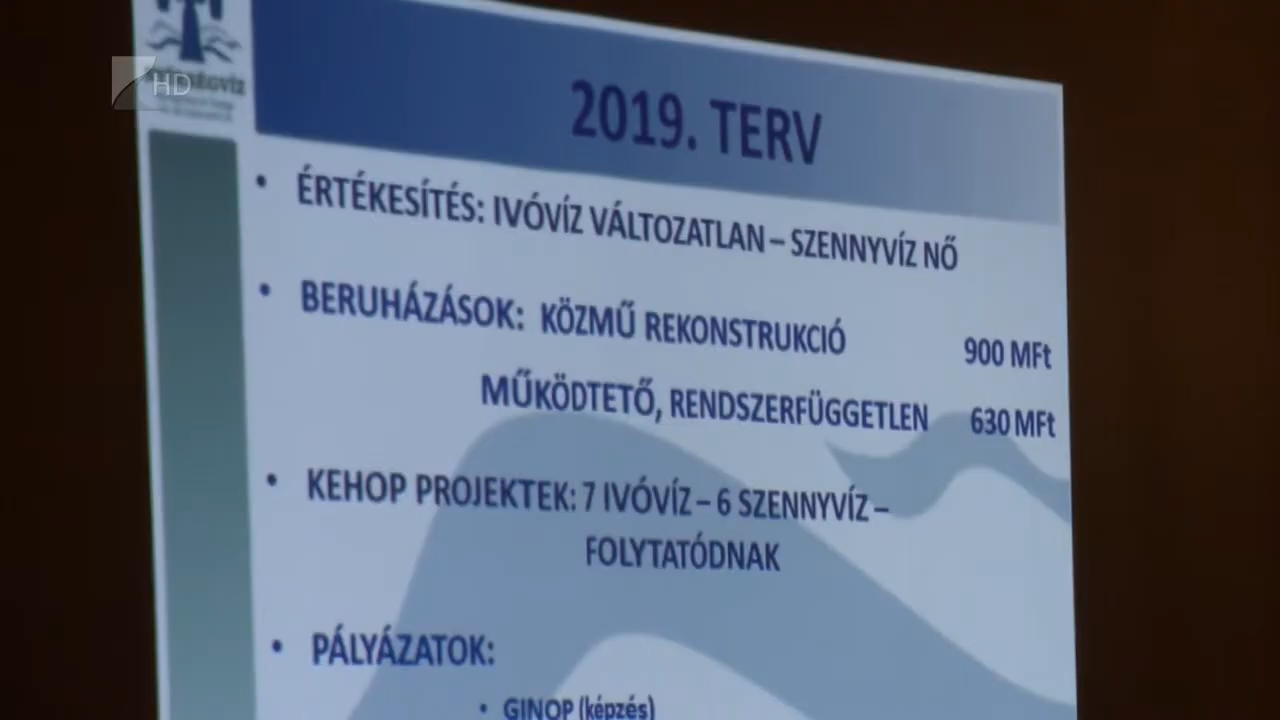 HD
2019. TERV
• ÉRTÉKESÍTÉS: IVÓVÍZ VÁLTOZATLAN – SZENNYVÍZ NŐ
• BERUHÁZÁSOK: KÖZMŰ REKONSTRUKCIÓ 900 MFt
MŰKÖDTETŐ, RENDSZERFÜGGETLEN 630 MFt
• KEHOP PROJEKTEK: 7 IVÓVÍZ – 6 SZENNYVÍZ –
FOLYTATÓDNAK
• PÁLYÁZATOK:
• GINOP (képzés)